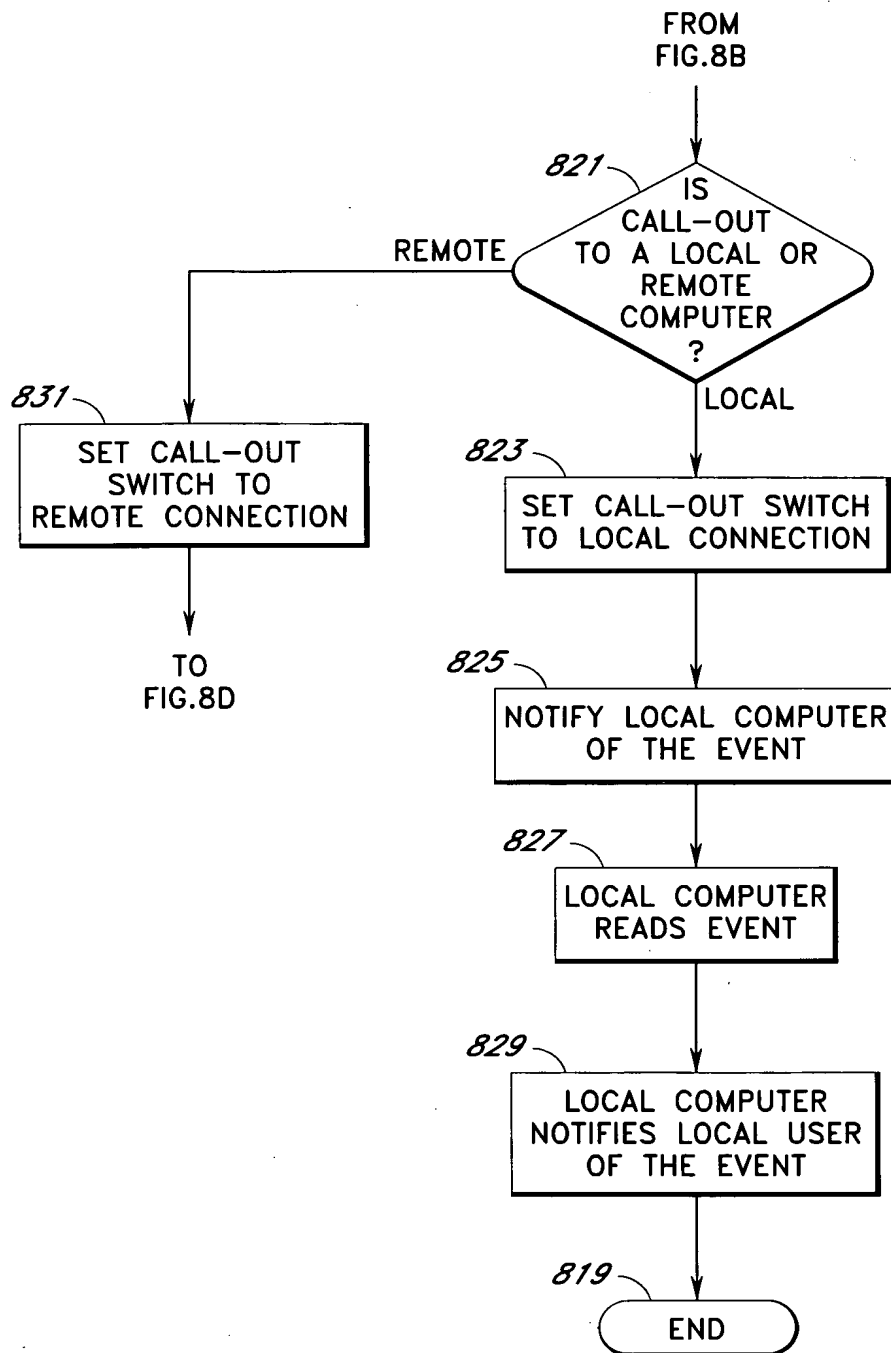 FROM
FIG.8B
821
IS
CALL-OUT
TO A LOCAL OR
REMOTE
COMPUTER
?
REMOTE
LOCAL
831
SET CALL-OUT
SWITCH TO
REMOTE CONNECTION
TO
FIG.8D
823
SET CALL-OUT SWITCH
TO LOCAL CONNECTION
825
NOTIFY LOCAL COMPUTER
OF THE EVENT
827
LOCAL COMPUTER
READS EVENT
829
LOCAL COMPUTER
NOTIFIES LOCAL USER
OF THE EVENT
819
END